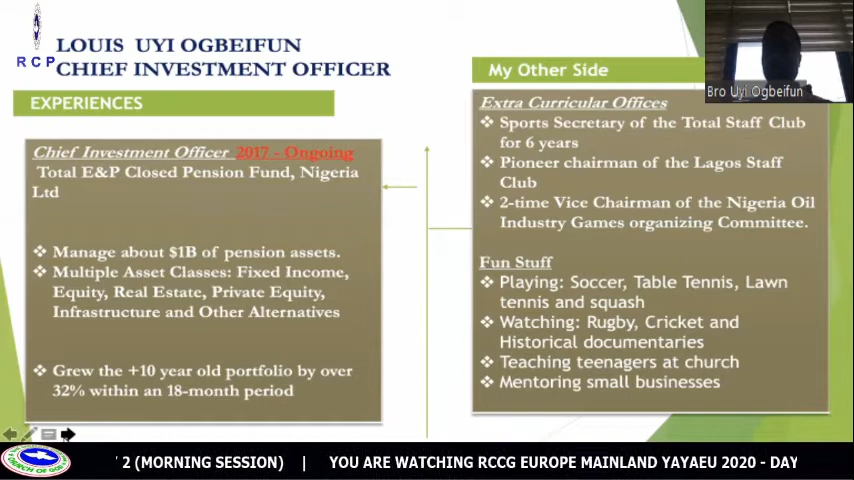 RCP
LOUIS UYI OGBEIFUN
CHIEF INVESTMENT OFFICER
EXPERIENCES
Chief Investment Officer 2017 - Ongoing
Total E&P Closed Pension Fund, Nigeria
Ltd
❖ Manage about $1B of pension assets.
❖ Multiple Asset Classes: Fixed Income,
Equity, Real Estate, Private Equity,
Infrastructure and Other Alternatives
❖ Grew the +10 year old portfolio by over
32% within an 18-month period
My Other Side
Bro Uyi Ogbeifun
Extra Curricular Offices
❖ Sports Secretary of the Total Staff Club
for 6 years
❖ Pioneer chairman of the Lagos Staff
Club
❖ 2-time Vice Chairman of the Nigeria Oil
Industry Games organizing Committee.
Fun Stuff
❖ Playing: Soccer, Table Tennis, Lawn
tennis and squash
❖ Watching: Rugby, Cricket and
Historical documentaries
❖ Teaching teenagers at church
❖ Mentoring small businesses
2 (MORNING SESSION) | YOU ARE WATCHING RCCG EUROPE MAINLAND YAYAEU 2020 - DAY